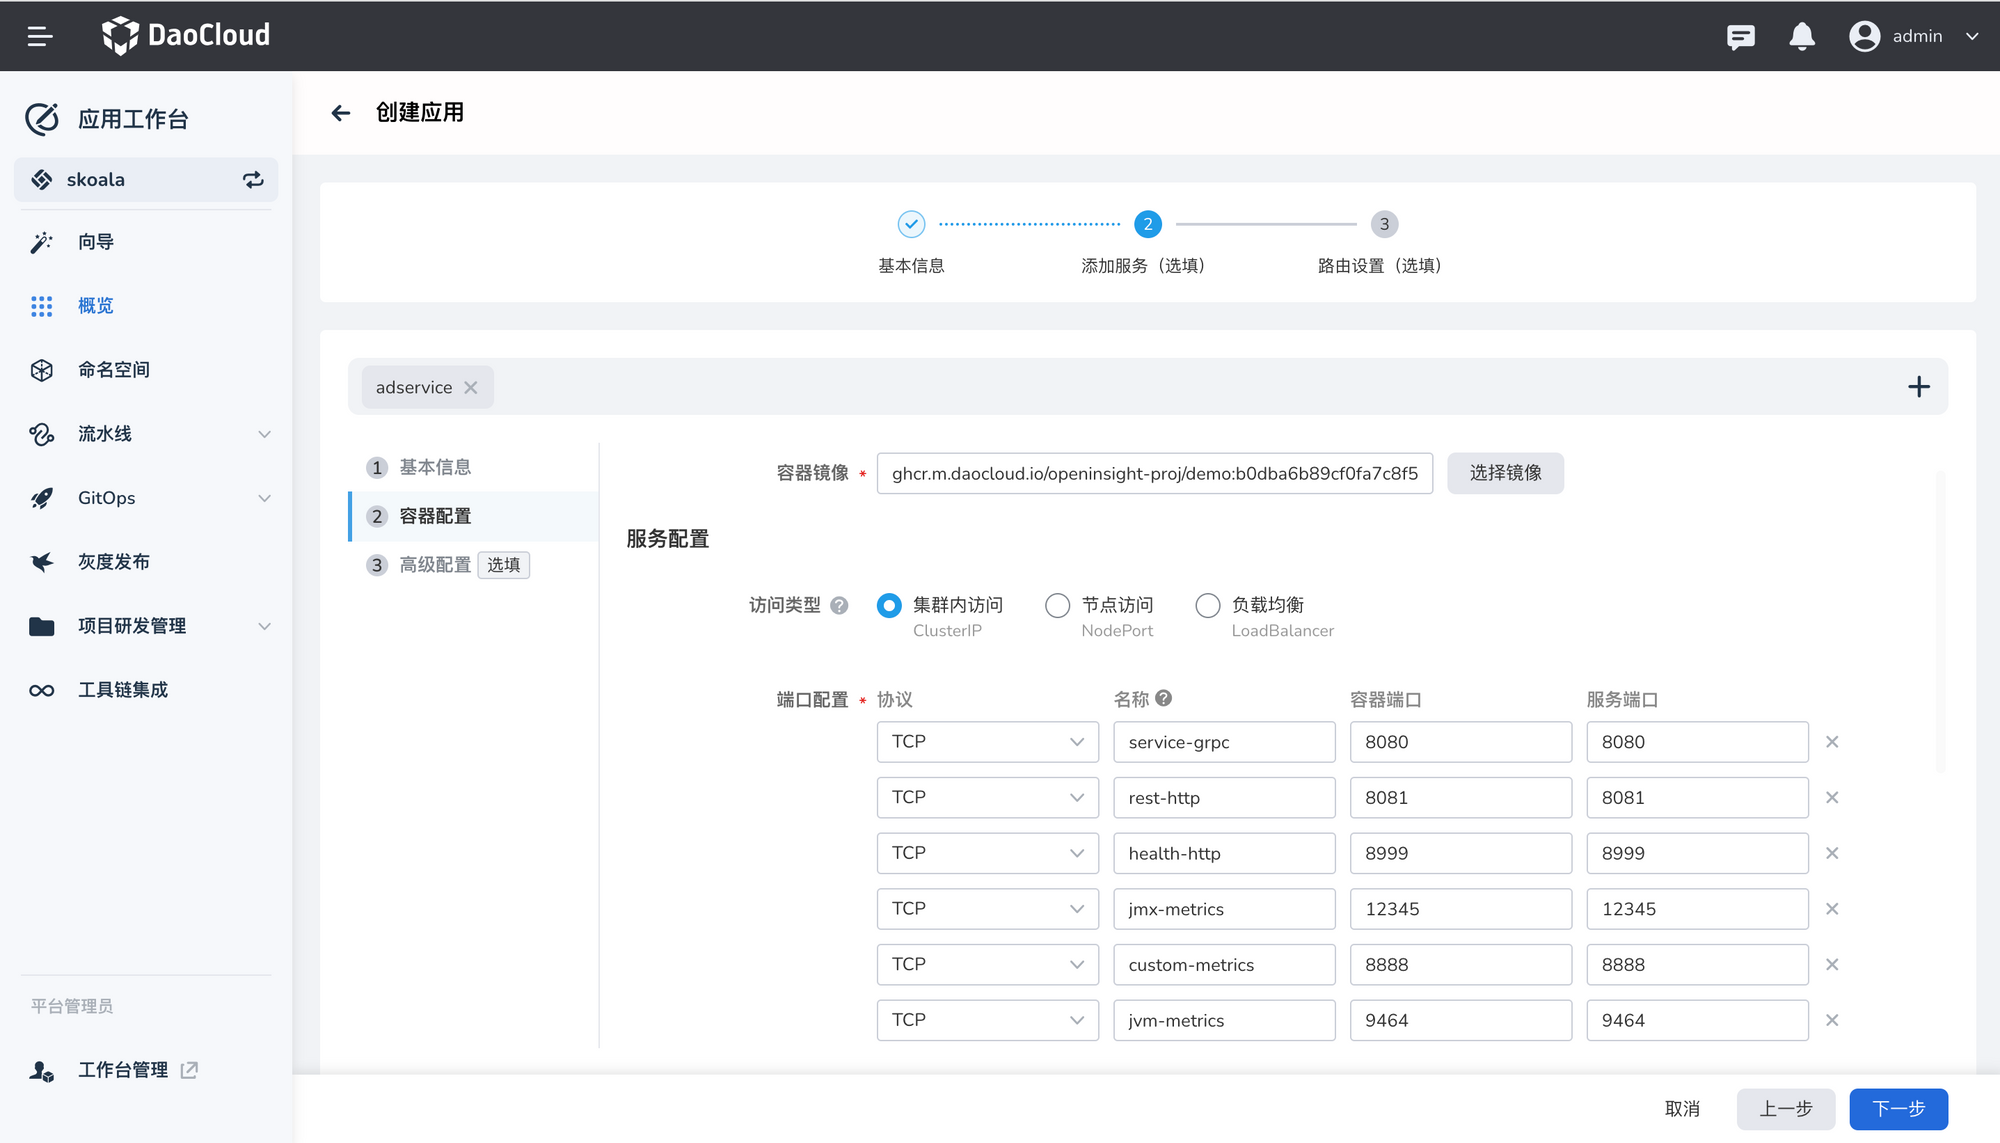 DaoCloud
admin
应用工作台
skoala
向导
概览
命名空间
流水线
GitOps
灰度发布
项目研发管理
工具链集成
平台管理员
工作台管理
创建应用
2
3
基本信息
添加服务（选填）
路由设置（选填）
adservice
1 基本信息
2 容器配置
3 高级配置 选填
容器镜像 * ghcr.m.daocloud.io/openinsight-proj/demo:b0dba6b89cf0fa7c8f5 选择镜像
服务配置
访问类型 ? 集群内访问 节点访问 负载均衡
ClusterIP NodePort LoadBalancer
端口配置 * 协议 名称 ? 容器端口 服务端口
TCP service-grpc 8080 8080
TCP rest-http 8081 8081
TCP health-http 8999 8999
TCP jmx-metrics 12345 12345
TCP custom-metrics 8888 8888
TCP jvm-metrics 9464 9464
取消 上一步 下一步